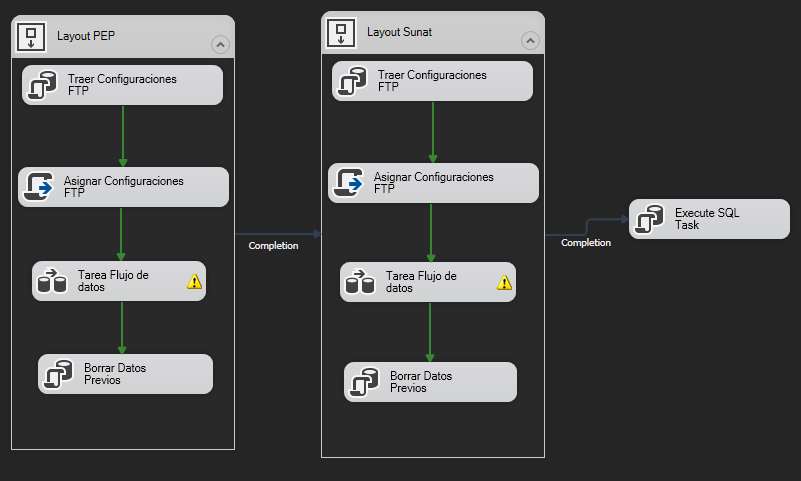 Layout PEP
Traer Configuraciones
FTP
Asignar Configuraciones
FTP
Tarea Flujo de
datos
Borrar Datos
Previos
Completion
Layout Sunat
Traer Configuraciones
FTP
Asignar Configuraciones
FTP
Tarea Flujo de
datos
Borrar Datos
Previos
Completion
Execute SQL
Task